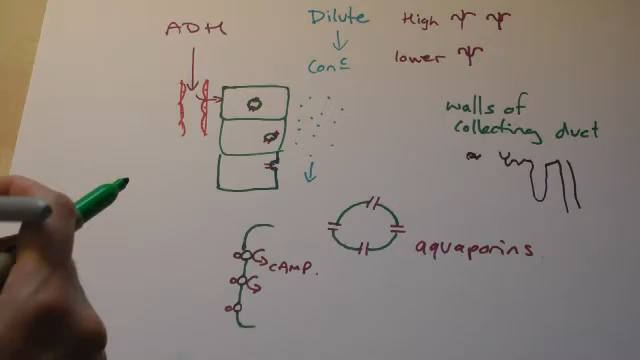 ADH
Dilute
Conc
High Ψ Ψ
lower Ψ
walls of
collecting duct
cAMP.
aquaporins.